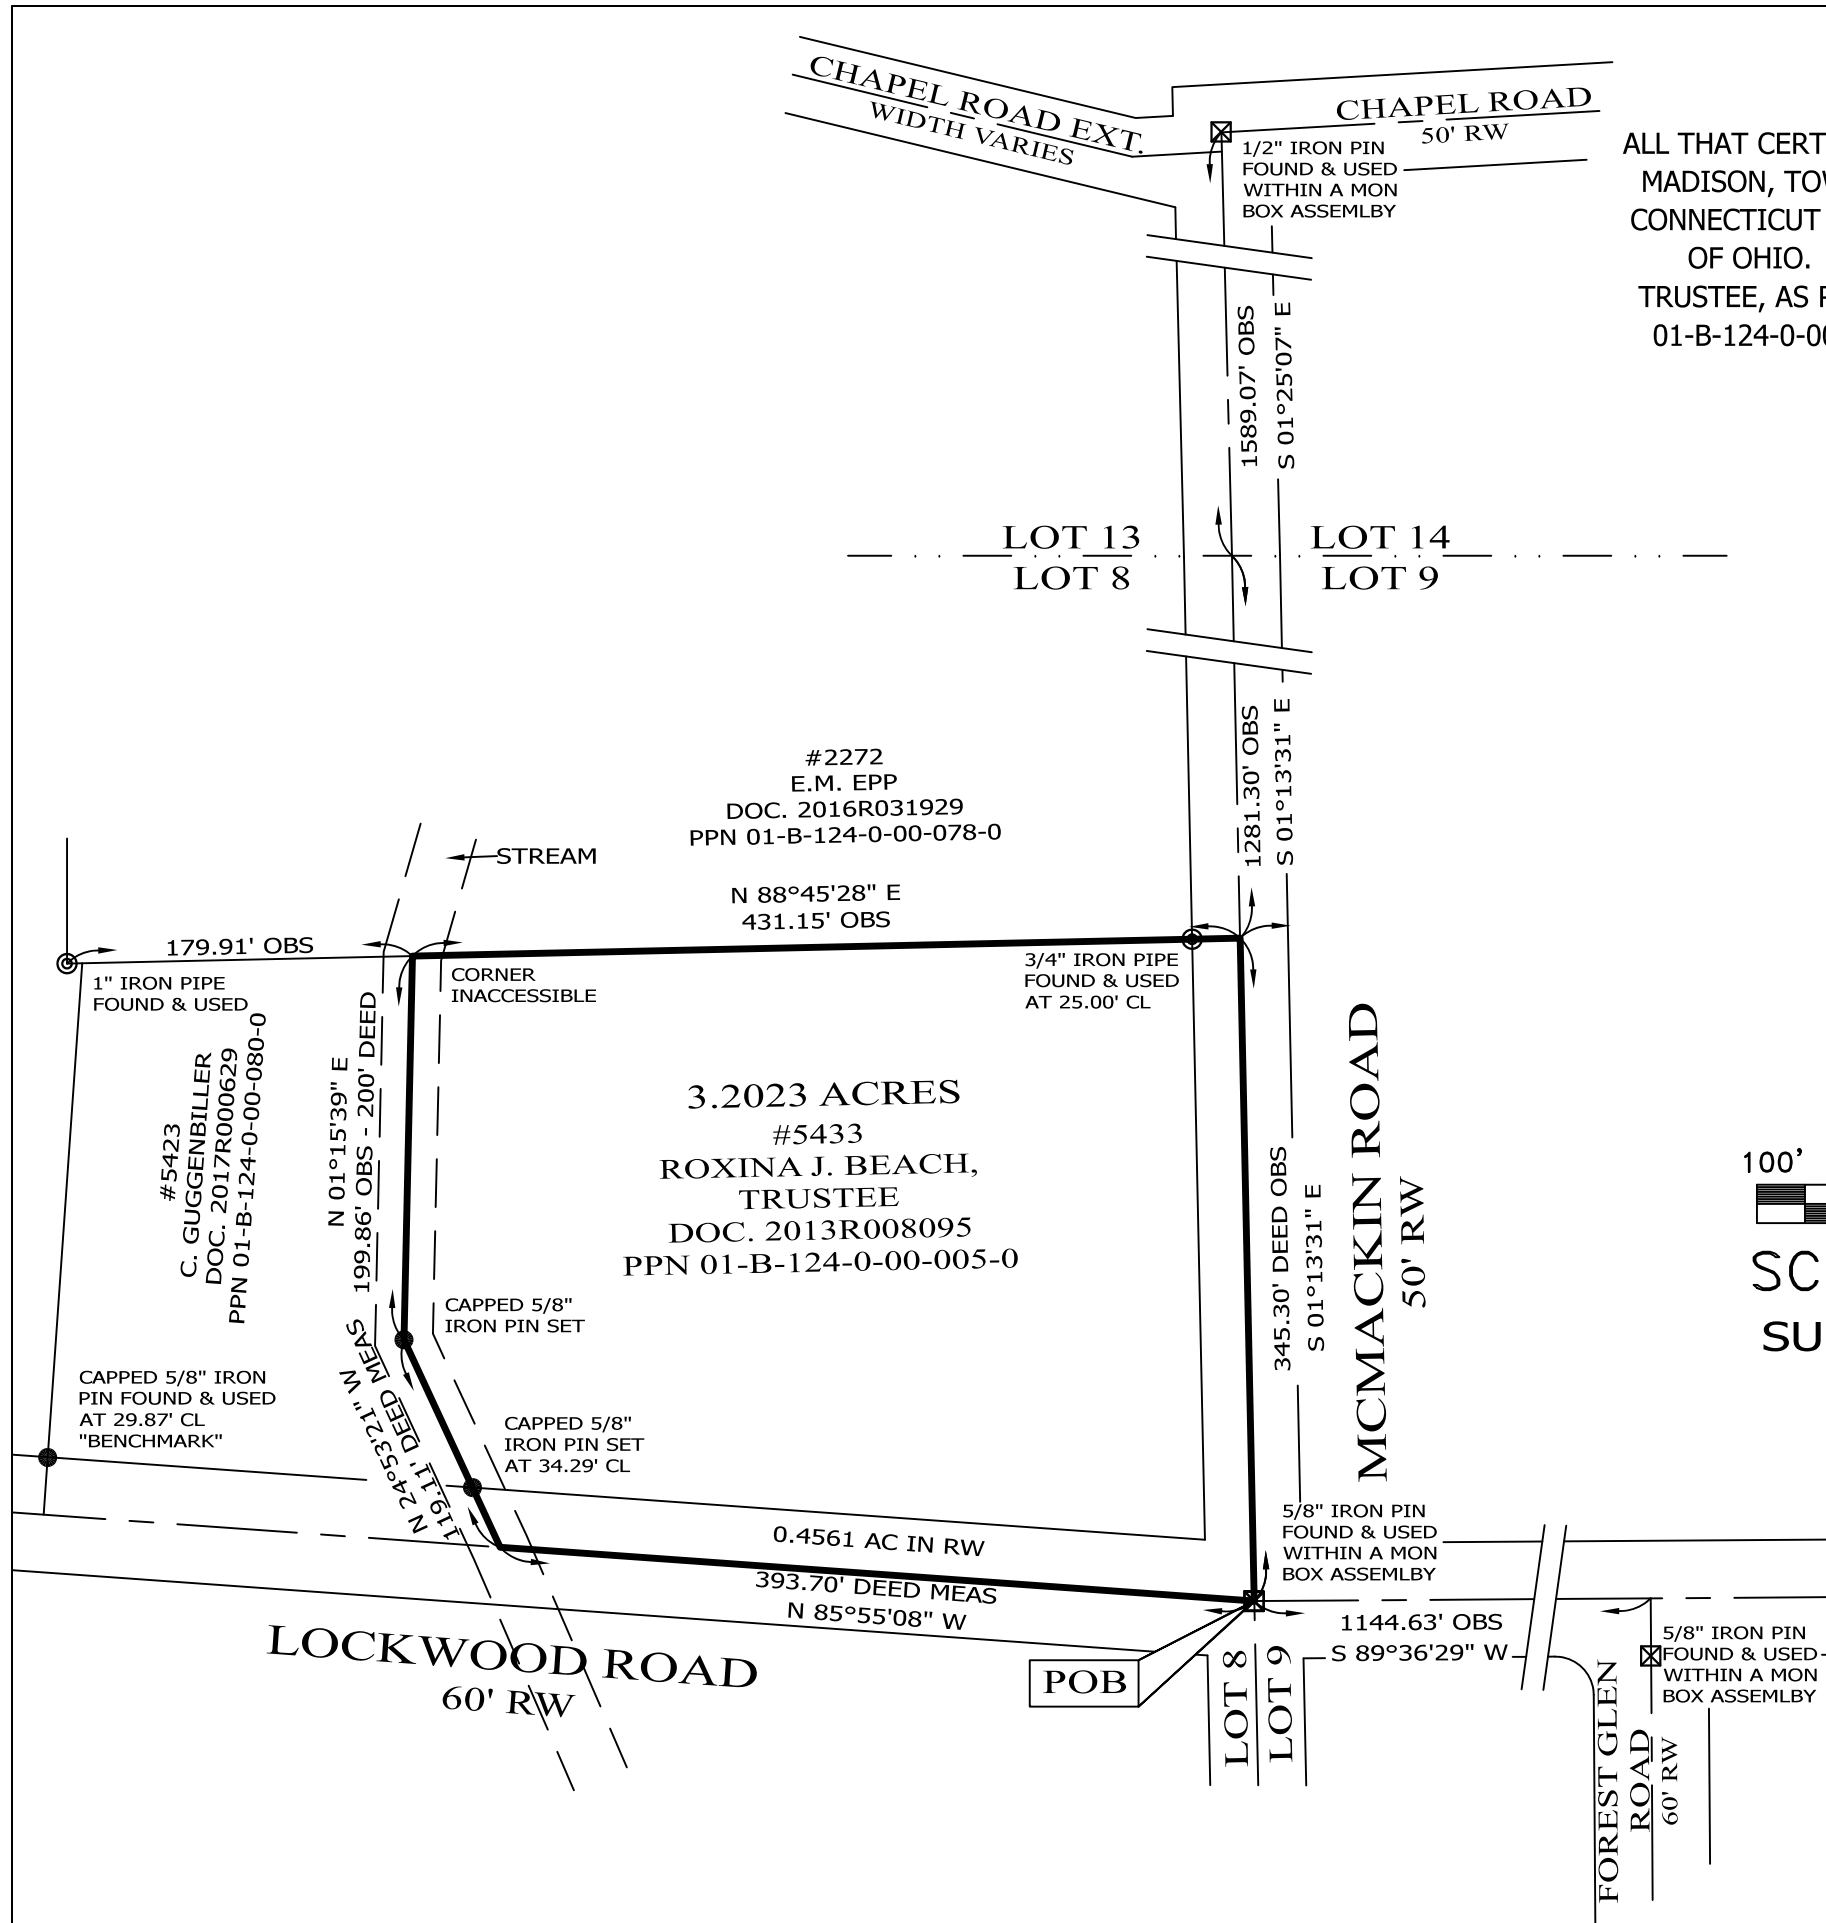 CHAPEL ROAD EXT.
WIDTH VARIES
CHAPEL ROAD
50' RW
1/2" IRON PIN
FOUND & USED
WITHIN A MON
BOX ASSEMLBY
ALL THAT CERT
MADISON, TOW
CONNECTICUT
OF OHIO.
TRUSTEE, AS
01-B-124-0-00
1589.07' OBS
S 01°25'07" E
LOT 13
LOT 14
LOT 8
LOT 9
1281.30' OBS
S 01°13'31" E
#2272
E.M. EPP
DOC. 2016R031929
PPN 01-B-124-0-00-078-0
STREAM
N 88°45'28" E
431.15' OBS
179.91' OBS
1" IRON PIPE
FOUND & USED
CORNER
INACCESSIBLE
3/4" IRON PIPE
FOUND & USED
AT 25.00' CL
#5423
C. GUGGENBILLER
DOC. 2017R000629
PPN 01-B-124-0-00-080-0
N 01°15'39" E
199.86' OBS - 200' DEED
3.2023 ACRES
#5433
ROXINA J. BEACH,
TRUSTEE
DOC. 2013R008095
PPN 01-B-124-0-00-005-0
345.30' DEED OBS
S 01°13'31" E
MCMACKIN ROAD
50' RW
100'
SC
SU
CAPPED 5/8"
IRON PIN SET
CAPPED 5/8" IRON
PIN FOUND & USED
AT 29.87' CL
"BENCHMARK"
N 24°53'21" W
119.11' DEED MEAS
CAPPED 5/8"
IRON PIN SET
AT 34.29' CL
0.4561 AC IN RW
393.70' DEED MEAS
N 85°55'08" W
5/8" IRON PIN
FOUND & USED
WITHIN A MON
BOX ASSEMLBY
LOCKWOOD ROAD
60' RW
POB
LOT 8
LOT 9
1144.63' OBS
S 89°36'29" W
5/8" IRON PIN
FOUND & USED
WITHIN A MON
BOX ASSEMLBY
FOREST GLEN
ROAD
60' RW